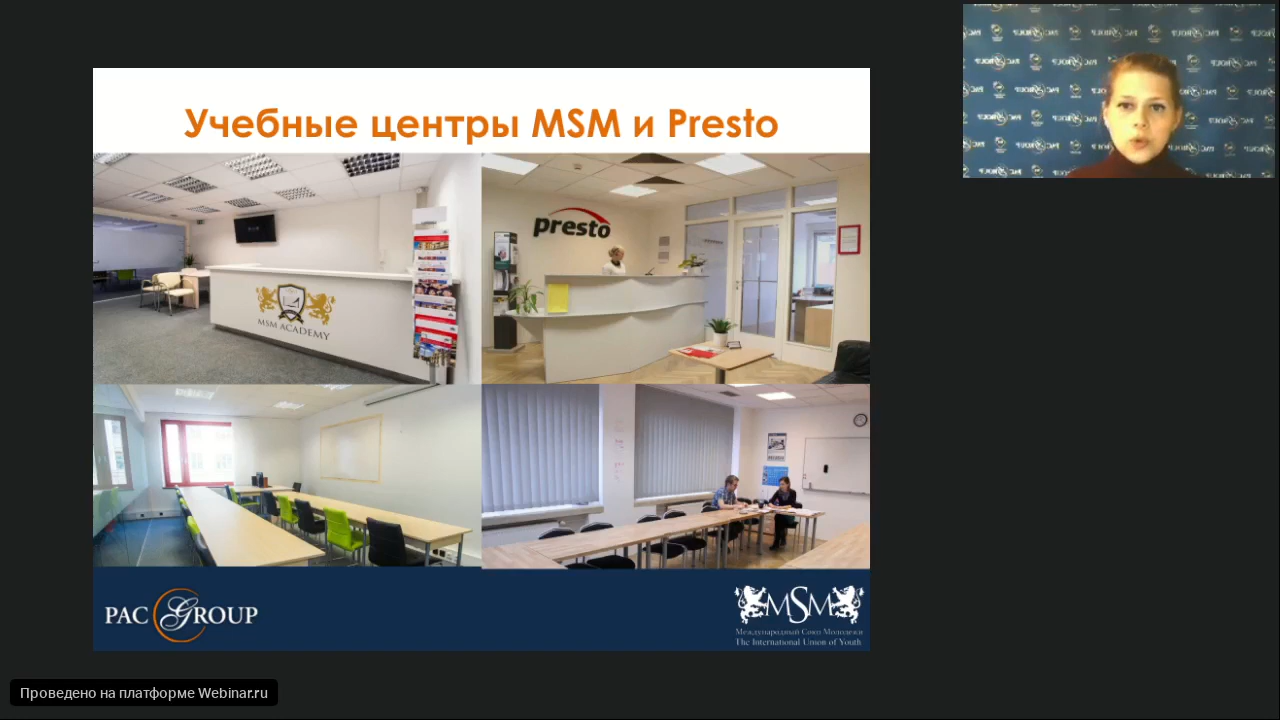 Учебные центры MSM и Presto
MSM ACADEMY
presto
PAC GROUP
MSM
Международный Союз Молодежи
The International Union of Youth
Проведено на платформе Webinar.ru